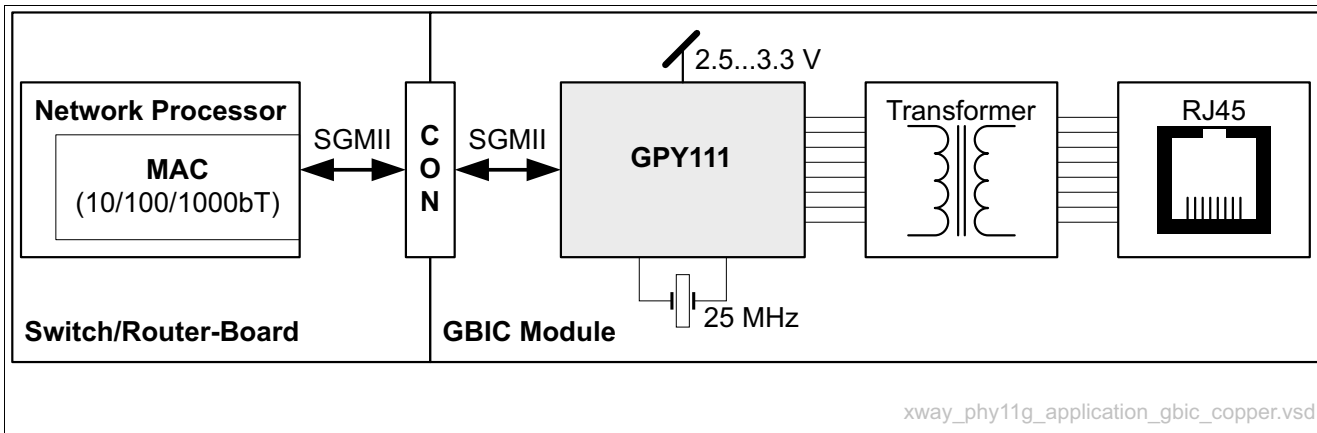 2.5...3.3 V
Network Processor
MAC
(10/100/1000bT)
SGMII
C
O
N
SGMII
GPY111
Transformer
RJ45
25 MHz
Switch/Router-Board
GBIC Module
xway_phy11g_application_gbic_copper.vsd